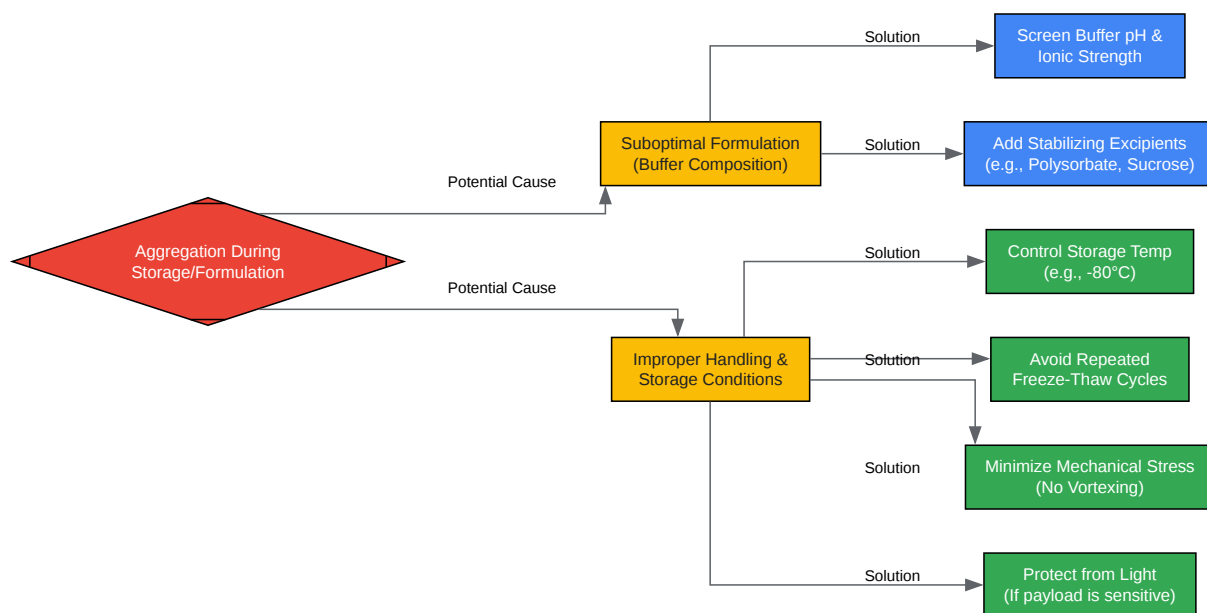 Solution
Screen Buffer pH &
Ionic Strength
Suboptimal Formulation
(Buffer Composition)
Solution
Add Stabilizing Excipients
(e.g., Polysorbate, Sucrose)
Potential Cause
Aggregation During
Storage/Formulation
Solution
Control Storage Temp
(e.g., -80°C)
Potential Cause
Improper Handling &
Storage Conditions
Solution
Avoid Repeated
Freeze-Thaw Cycles
Solution
Minimize Mechanical Stress
(No Vortexing)
Solution
Protect from Light
(If payload is sensitive)